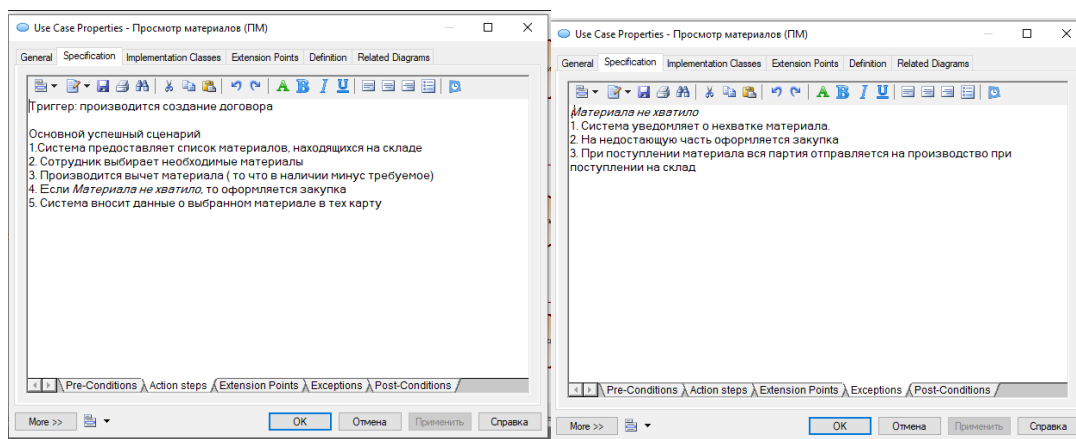 Use Case Properties - Просмотр материалов (ПМ)
General Specification Implementation Classes Extension Points Definition Related Diagrams
A B I U
Триггер: производится создание договора
Основной успешный сценарий
1.Система предоставляет список материалов, находящихся на складе
2. Сотрудник выбирает необходимые материалы
3. Производится вычет материала ( то что в наличии минус требуемое)
4. Если Материала не хватило, то оформляется закупка
5. Система вносит данные о выбранном материале в тех карту
Pre-Conditions Action steps Extension Points Exceptions Post-Conditions
More >> OK Отмена Применить Справка
Use Case Properties - Просмотр материалов (ПМ)
General Specification Implementation Classes Extension Points Definition Related Diagrams
A B I U
Материала не хватило
1. Система уведомляет о нехватке материала.
2. На недостающую часть оформляется закупка
3. При поступлении материала вся партия отправляется на производство при
поступлении на склад
Pre-Conditions Action steps Extension Points Exceptions Post-Conditions
More >> OK Отмена Применить Справка